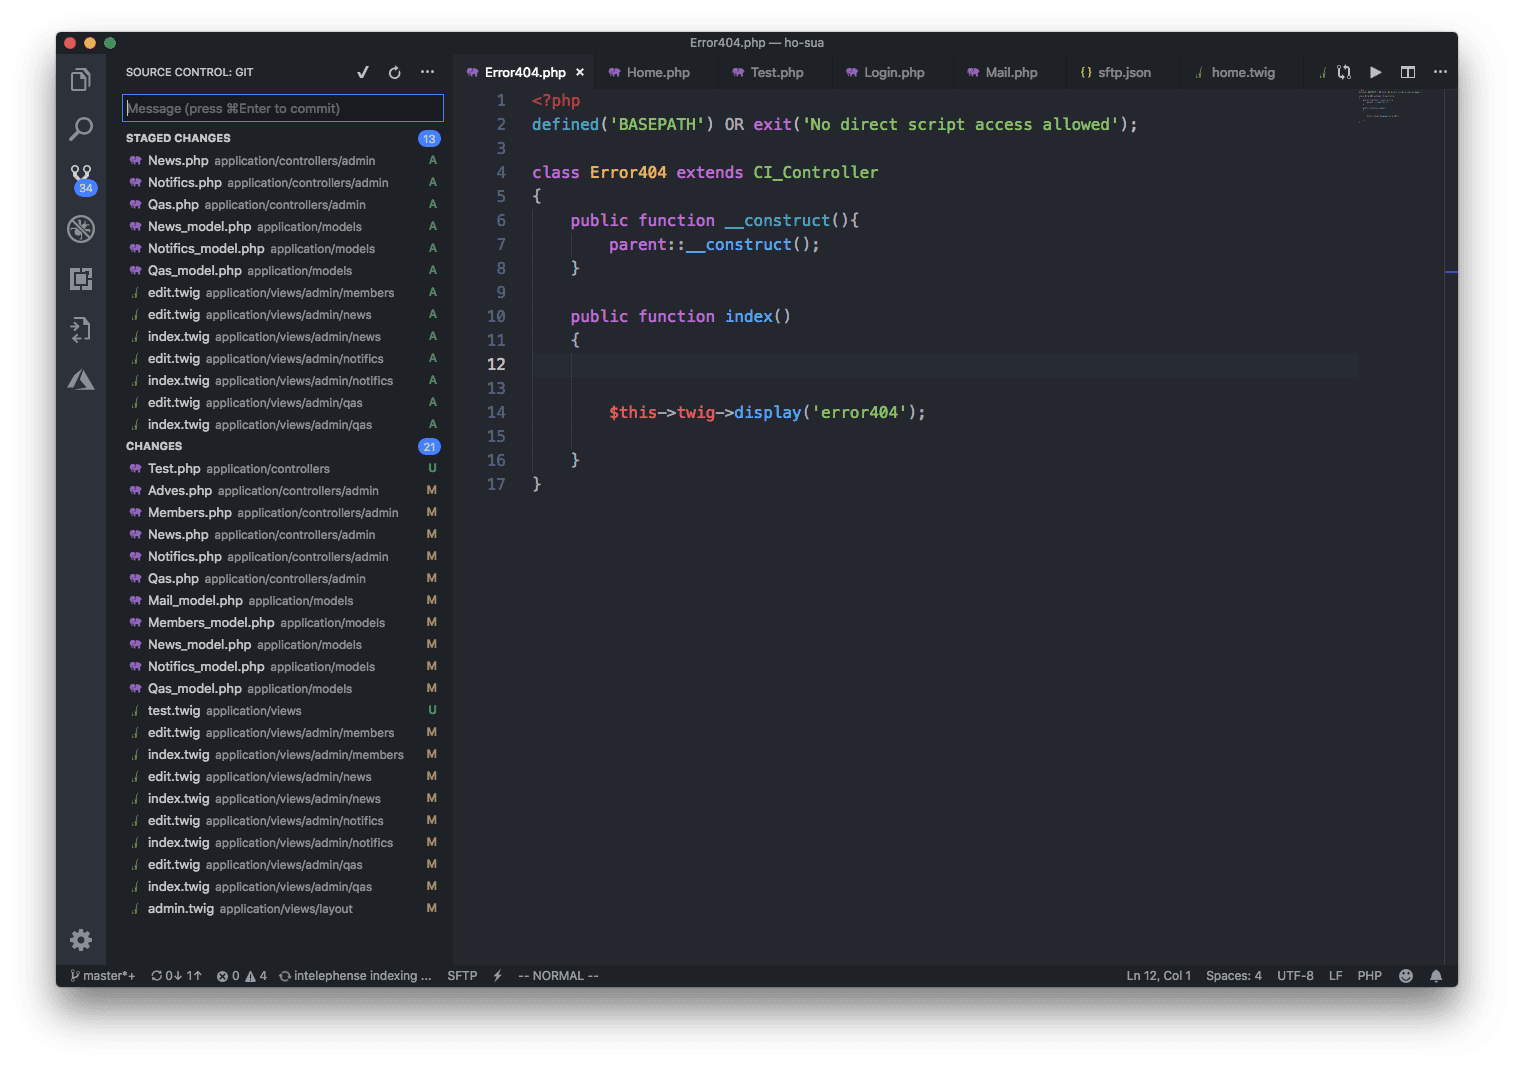 Error404.php — ho-sua
SOURCE CONTROL: GIT
Message (press ⌘Enter to commit)
STAGED CHANGES 13
News.php application/controllers/admin A
Notifics.php application/controllers/admin A
Qas.php application/controllers/admin A
News_model.php application/models A
Notifics_model.php application/models A
Qas_model.php application/models A
edit.twig application/views/admin/members A
edit.twig application/views/admin/news A
index.twig application/views/admin/news A
edit.twig application/views/admin/notifics A
index.twig application/views/admin/notifics A
edit.twig application/views/admin/qas A
index.twig application/views/admin/qas A
CHANGES 21
Test.php application/controllers U
Adves.php application/controllers/admin M
Members.php application/controllers/admin M
News.php application/controllers/admin M
Notifics.php application/controllers/admin M
Qas.php application/controllers/admin M
Mail_model.php application/models M
Members_model.php application/models M
News_model.php application/models M
Notifics_model.php application/models M
Qas_model.php application/models M
test.twig application/views U
edit.twig application/views/admin/members M
index.twig application/views/admin/members M
edit.twig application/views/admin/news M
index.twig application/views/admin/news M
edit.twig application/views/admin/notifics M
index.twig application/views/admin/notifics M
edit.twig application/views/admin/qas M
index.twig application/views/admin/qas M
admin.twig application/views/layout M
34
Error404.php × Home.php Test.php Login.php Mail.php {} sftp.json home.twig
1 <?php
2 defined('BASEPATH') OR exit('No direct script access allowed');
3
4 class Error404 extends CI_Controller
5 {
6     public function __construct(){
7         parent::__construct();
8     }
9
10     public function index()
11     {
12
13
14         $this->twig->display('error404');
15
16     }
17 }
master*+ 0↓ 1↑ 0 4 intelephense indexing ... SFTP -- NORMAL -- Ln 12, Col 1 Spaces: 4 UTF-8 LF PHP